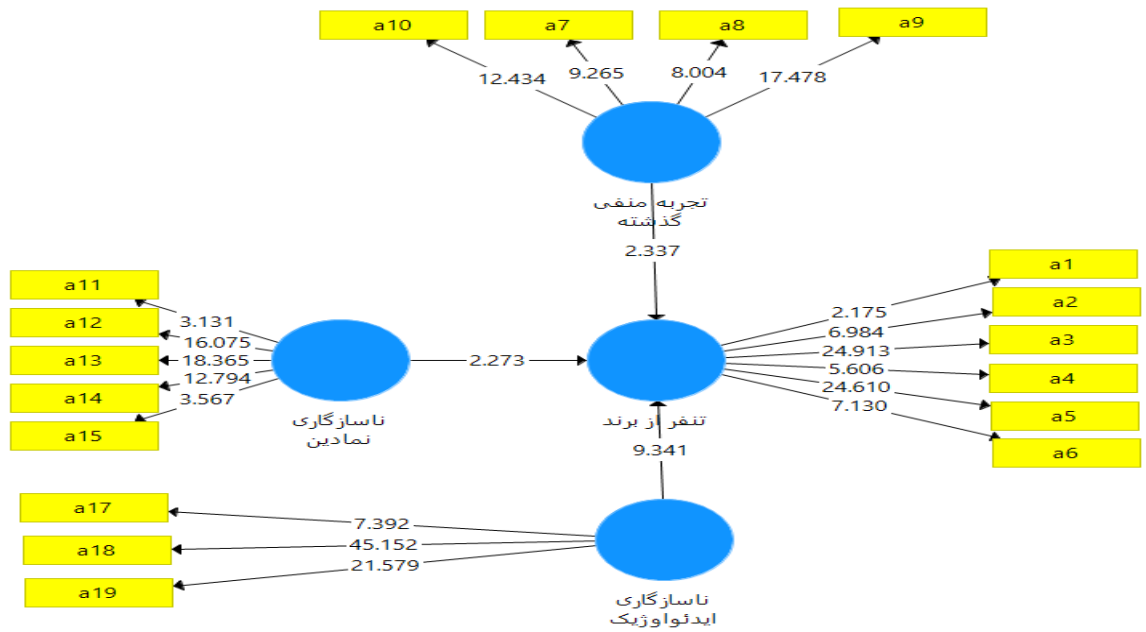 a10
a7
a8
a9
12.434
9.265
8.004
17.478
تجربه منفی
گذشته
2.337
a11
a12
a13
a14
a15
3.131
16.075
18.365
12.794
3.567
ناسازگاری
نمادین
2.273
تنفر از برند
a1
a2
a3
a4
a5
a6
2.175
6.984
24.913
5.606
24.610
7.130
9.341
a17
a18
a19
7.392
45.152
21.579
ناسازگاری
ایدئواوژیک